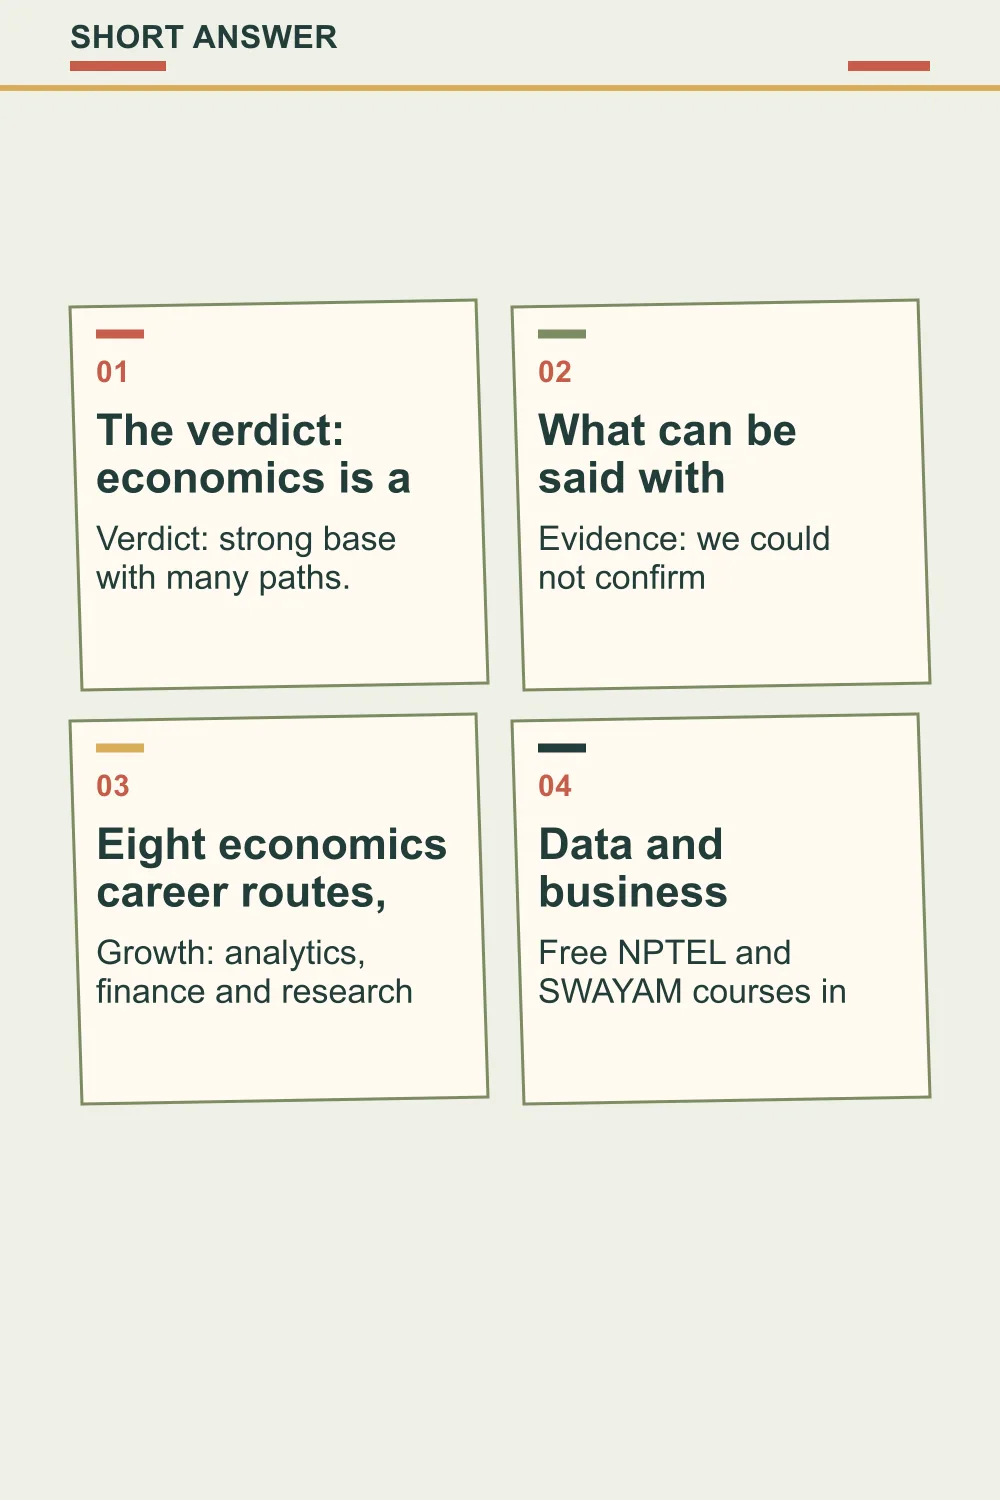 SHORT ANSWER
01
The verdict:
economics is a
Verdict: strong base
with many paths.
02
What can be
said with
Evidence: we could
not confirm
03
Eight economics
career routes,
Growth: analytics,
finance and research
04
Data and
business
Free NPTEL and
SWAYAM courses in